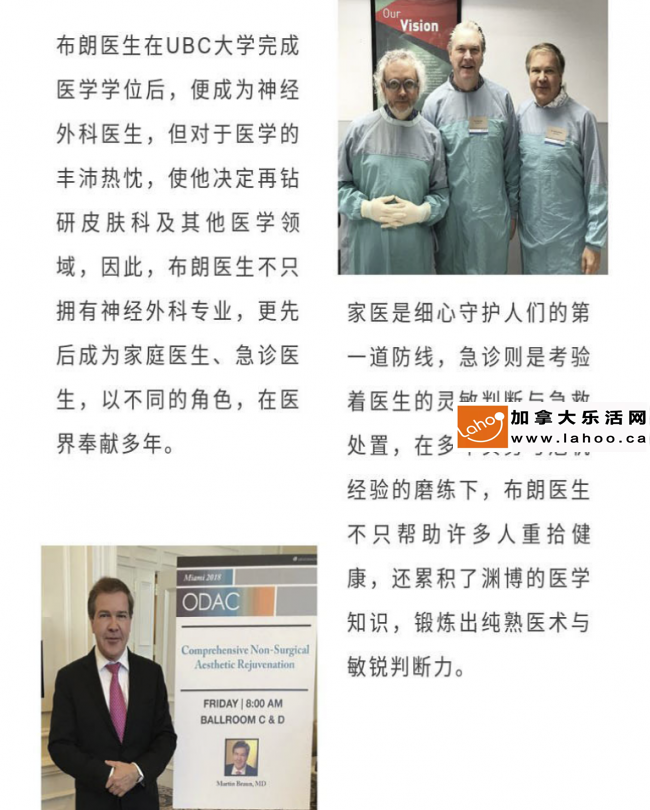 布朗医生在UBC大学完成
医学学位后，便成为神经
外科医生，但对于医学的
丰沛热忱，使他决定再钻
研皮肤科及其他医学领
域，因此，布朗医生不只
拥有神经外科专业，更先
后成为家庭医生、急诊医
生，以不同的角色，在医
界奉献多年。
Our
Vision
家医是细心守护人们的第
一道防线，急诊则是考验
着医生的灵敏判断与急救
处置，在多
经验的磨练下，布朗医生
不只帮助许多人重拾健
康，还累积了渊博的医学
知识，锻炼出纯熟医术与
敏锐判断力。
Lahoo
加拿大乐活网
www.lahoo.ca
Miami 2018
ODAC
Comprehensive Non-Surgical
Aesthetic Rejuvenation
FRIDAY | 8:00 AM
BALLROOM C & D
Martin Braun, MD